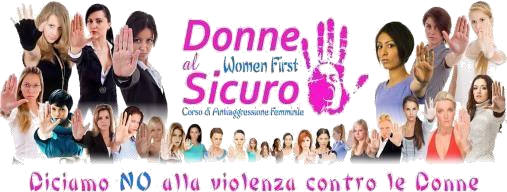 Donne
al Women First
Sicuro
Corso di Antiaggressione Femminile
Diciamo NO alla violenza contro le Donne